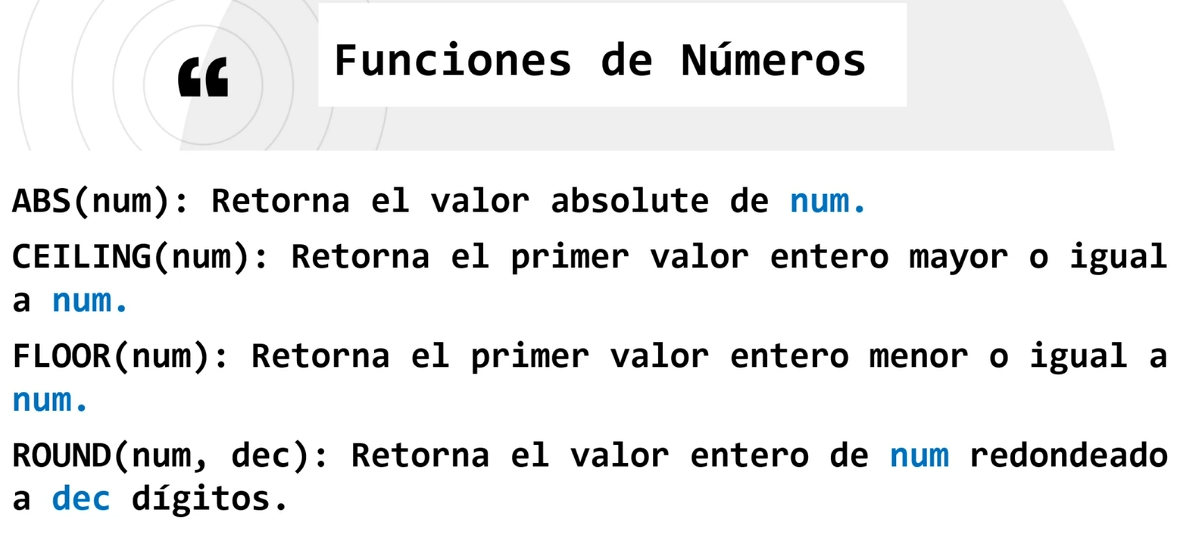 “
Funciones de Números
ABS(num): Retorna el valor absolute de num.
CEILING(num): Retorna el primer valor entero mayor o igual
a num.
FLOOR(num): Retorna el primer valor entero menor o igual a
num.
ROUND(num, dec): Retorna el valor entero de num redondeado
a dec dígitos.